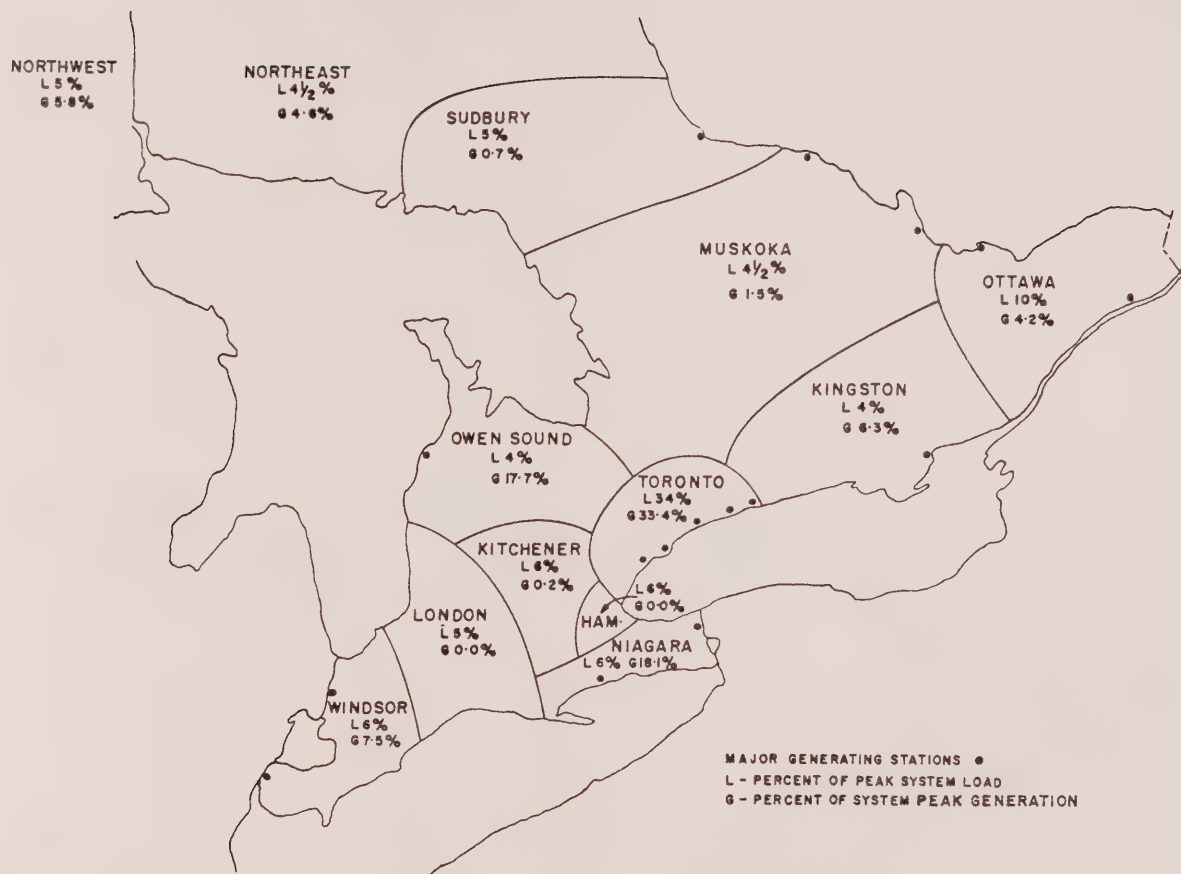 NORTHWEST
L 5%
G 5·8%
NORTHEAST
L 4½%
G 4·6%
SUDBURY
L 5%
G 0·7%
MUSKOKA
L 4½%
G 1·5%
OTTAWA
L 10%
G 4·2%
KINGSTON
L 4%
G 6·3%
OWEN SOUND
L 4%
G 17·7%
TORONTO
L 34%
G 33·4%
KITCHENER
L 6%
G 0·2%
L 6%
G 0·0%
HAM·
LONDON
L 5%
G 0·0%
NIAGARA
L 6% G 18·1%
WINDSOR
L 6%
G 7·5%
MAJOR GENERATING STATIONS
L - PERCENT OF PEAK SYSTEM LOAD
G - PERCENT OF SYSTEM PEAK GENERATION